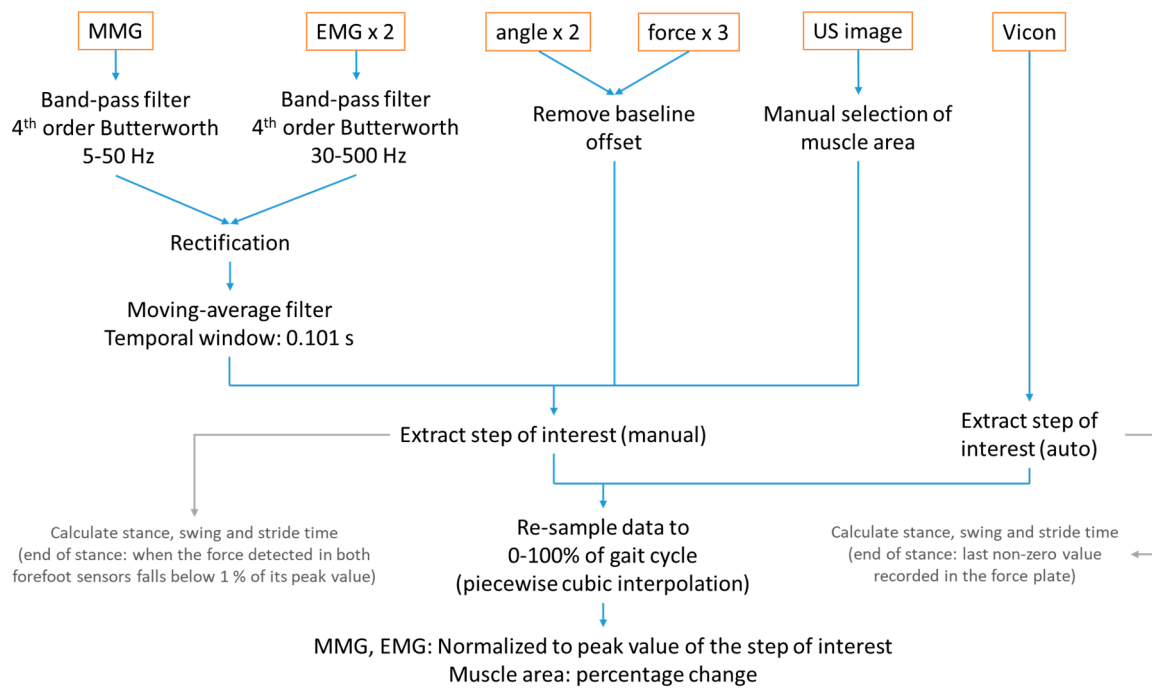 MMG
EMG x 2
angle x 2
force x 3
US image
Vicon
Band-pass filter
4th order Butterworth
5-50 Hz
Band-pass filter
4th order Butterworth
30-500 Hz
Remove baseline
offset
Manual selection of
muscle area
Rectification
Moving-average filter
Temporal window: 0.101 s
Extract step of interest (manual)
Extract step of
interest (auto)
Calculate stance, swing and stride time
(end of stance: when the force detected in both
forefoot sensors falls below 1 % of its peak value)
Re-sample data to
0-100% of gait cycle
(piecewise cubic interpolation)
Calculate stance, swing and stride time
(end of stance: last non-zero value
recorded in the force plate)
MMG, EMG: Normalized to peak value of the step of interest
Muscle area: percentage change